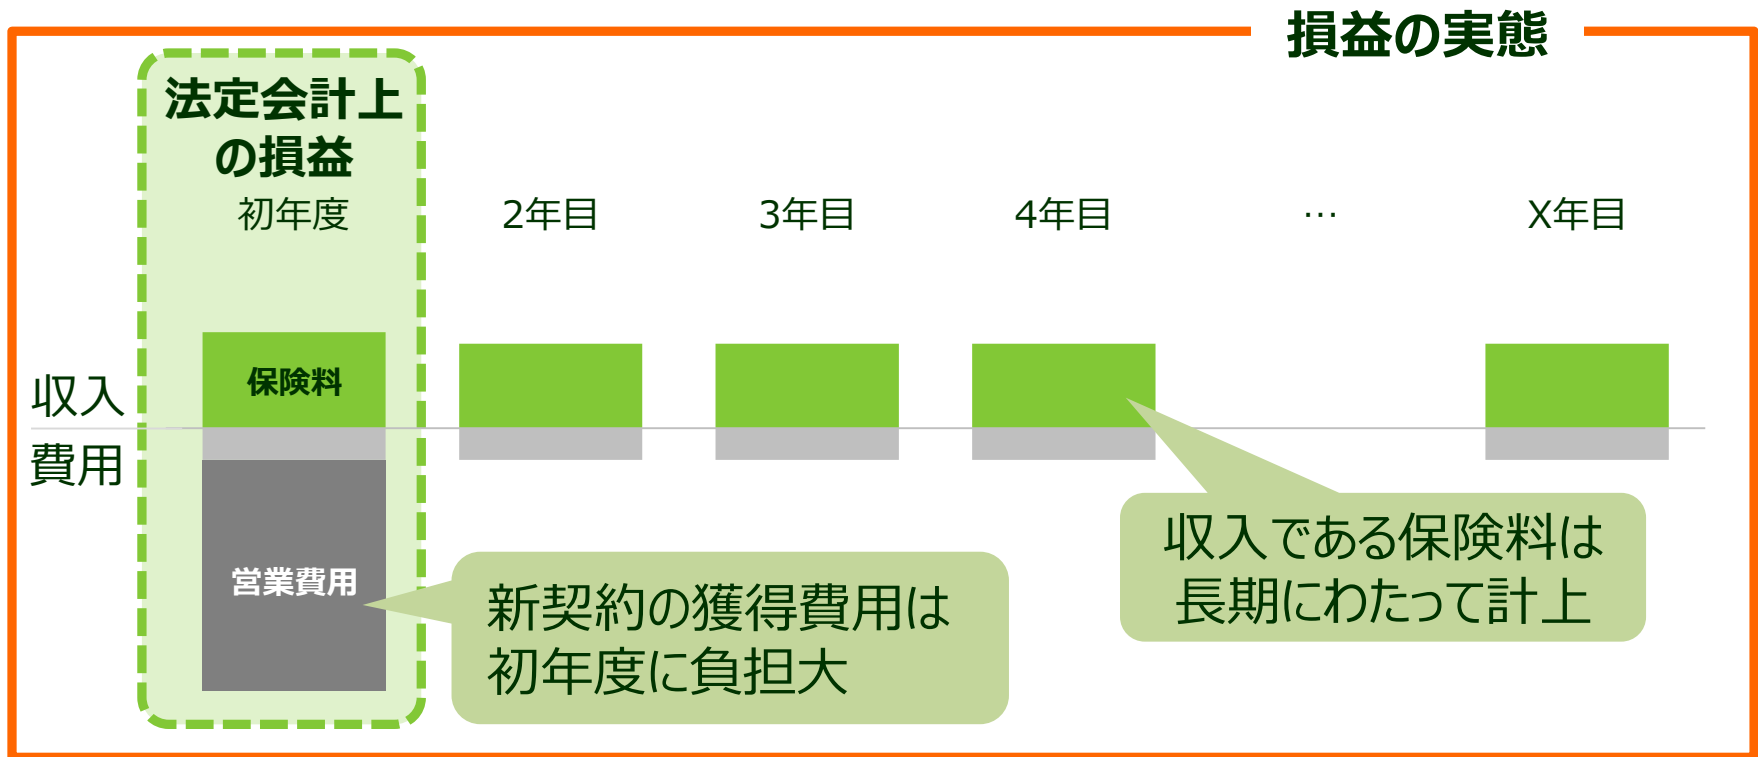 損益の実態
法定会計上
の損益
初年度
2年目
3年目
4年目
…
X年目
保険料
収入
費用
営業費用
新契約の獲得費用は
初年度に負担大
収入である保険料は
長期にわたって計上